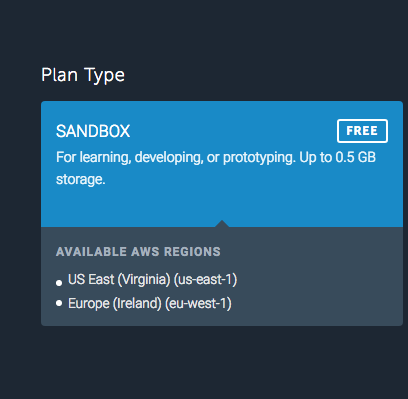 Plan Type
SANDBOX
FREE
For learning, developing, or prototyping. Up to 0.5 GB
storage.
AVAILABLE AWS REGIONS
US East (Virginia) (us-east-1)
Europe (Ireland) (eu-west-1)